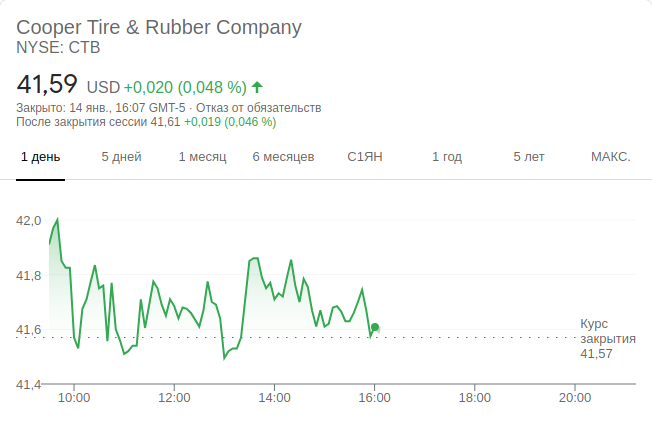 Cooper Tire & Rubber Company
NYSE: CTB
41,59 USD +0,020 (0,048 %)
Закрыто: 14 янв., 16:07 GMT-5 · Отказ от обязательств
После закрытия сессии 41,61 +0,019 (0,046 %)
1 день 5 дней 1 месяц 6 месяцев С1ЯН 1 год 5 лет МАКС.
42,0
41,8
41,6
Курс
закрытия
41,57
41,4
10:00 12:00 14:00 16:00 18:00 20:00